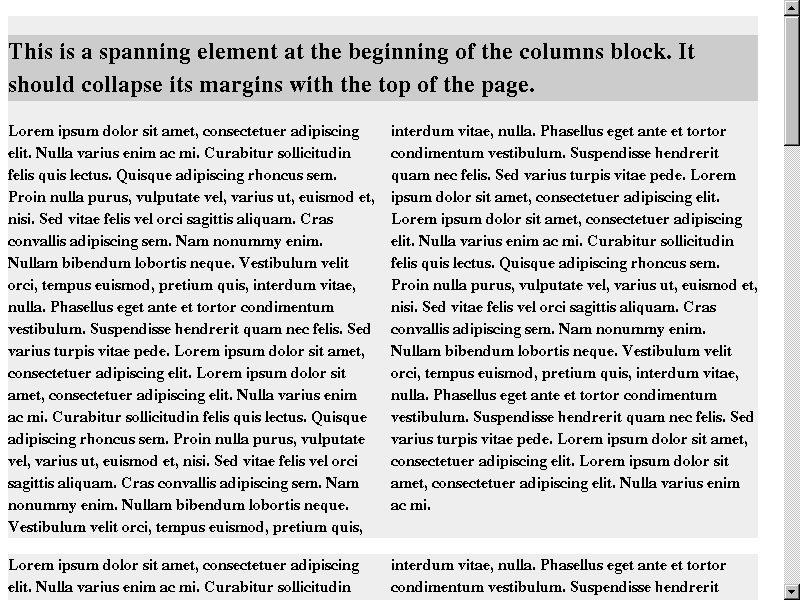 This is a spanning element at the beginning of the columns block. It
should collapse its margins with the top of the page.
Lorem ipsum dolor sit amet, consectetuer adipiscing
elit. Nulla varius enim ac mi. Curabitur sollicitudin
felis quis lectus. Quisque adipiscing rhoncus sem.
Proin nulla purus, vulputate vel, varius ut, euismod et,
nisi. Sed vitae felis vel orci sagittis aliquam. Cras
convallis adipiscing sem. Nam nonummy enim.
Nullam bibendum lobortis neque. Vestibulum velit
orci, tempus euismod, pretium quis, interdum vitae,
nulla. Phasellus eget ante et tortor condimentum
vestibulum. Suspendisse hendrerit quam nec felis. Sed
varius turpis vitae pede. Lorem ipsum dolor sit amet,
consectetuer adipiscing elit. Lorem ipsum dolor sit
amet, consectetuer adipiscing elit. Nulla varius enim
ac mi. Curabitur sollicitudin felis quis lectus. Quisque
adipiscing rhoncus sem. Proin nulla purus, vulputate
vel, varius ut, euismod et, nisi. Sed vitae felis vel orci
sagittis aliquam. Cras convallis adipiscing sem. Nam
nonummy enim. Nullam bibendum lobortis neque.
Vestibulum velit orci, tempus euismod, pretium quis,
interdum vitae, nulla. Phasellus eget ante et tortor
condimentum vestibulum. Suspendisse hendrerit
quam nec felis. Sed varius turpis vitae pede. Lorem
ipsum dolor sit amet, consectetuer adipiscing elit.
Lorem ipsum dolor sit amet, consectetuer adipiscing
elit. Nulla varius enim ac mi. Curabitur sollicitudin
felis quis lectus. Quisque adipiscing rhoncus sem.
Proin nulla purus, vulputate vel, varius ut, euismod et,
nisi. Sed vitae felis vel orci sagittis aliquam. Cras
convallis adipiscing sem. Nam nonummy enim.
Nullam bibendum lobortis neque. Vestibulum velit
orci, tempus euismod, pretium quis, interdum vitae,
nulla. Phasellus eget ante et tortor condimentum
vestibulum. Suspendisse hendrerit quam nec felis. Sed
varius turpis vitae pede. Lorem ipsum dolor sit amet,
consectetuer adipiscing elit. Lorem ipsum dolor sit
amet, consectetuer adipiscing elit. Nulla varius enim
ac mi.
Lorem ipsum dolor sit amet, consectetuer adipiscing
elit. Nulla varius enim ac mi. Curabitur sollicitudin
interdum vitae, nulla. Phasellus eget ante et tortor
condimentum vestibulum. Suspendisse hendrerit